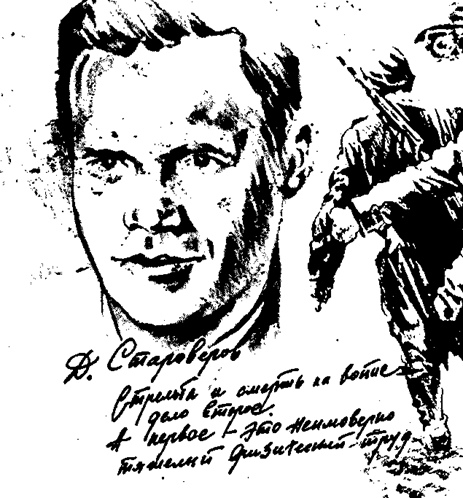 Д. Староверов
Стрельба и смерть на войне –
дело второе.
А первое – это неимоверно
тяжелый физический труд